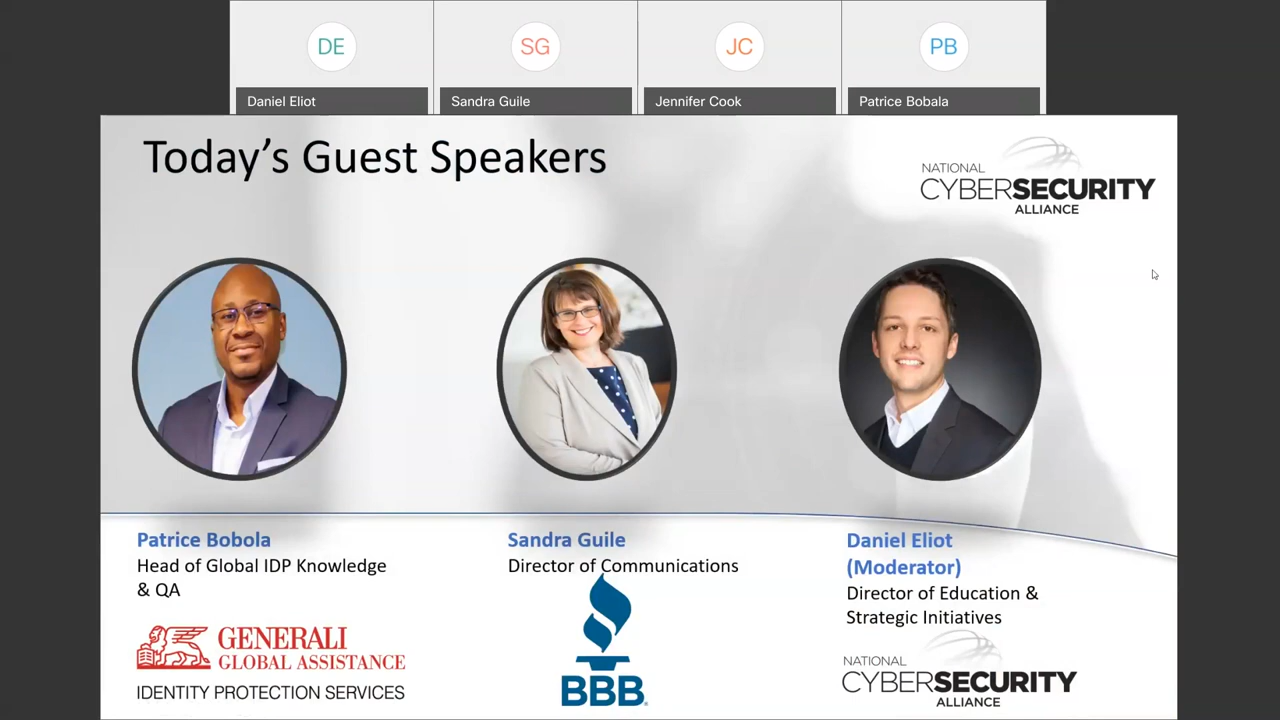 DE
SG
JC
PB
Daniel Eliot
Sandra Guile
Jennifer Cook
Patrice Bobala
Today's Guest Speakers
NATIONAL
CYBERSECURITY
ALLIANCE
Patrice Bobola
Head of Global IDP Knowledge
& QA
GENERALI
GLOBAL ASSISTANCE
IDENTITY PROTECTION SERVICES
Sandra Guile
Director of Communications
BBB
Daniel Eliot
(Moderator)
Director of Education &
Strategic Initiatives
NATIONAL
CYBERSECURITY
ALLIANCE